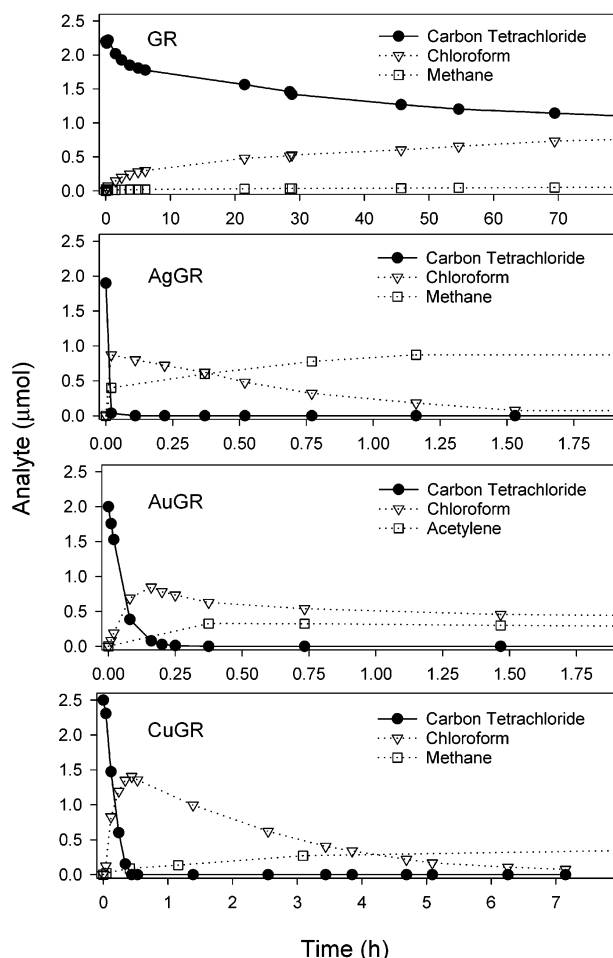 GR
Carbon Tetrachloride
Chloroform
Methane
2.5
2.0
1.5
1.0
0.5
0.0
0 10 20 30 40 50 60 70
AgGR
Carbon Tetrachloride
Chloroform
Methane
2.5
2.0
1.5
1.0
0.5
0.0
0.00 0.25 0.50 0.75 1.00 1.25 1.50 1.75
Analyte (μmol)
AuGR
Carbon Tetrachloride
Chloroform
Acetylene
2.5
2.0
1.5
1.0
0.5
0.0
0.00 0.25 0.50 0.75 1.00 1.25 1.50 1.75
CuGR
Carbon Tetrachloride
Chloroform
Methane
2.5
2.0
1.5
1.0
0.5
0.0
0 1 2 3 4 5 6 7
Time (h)